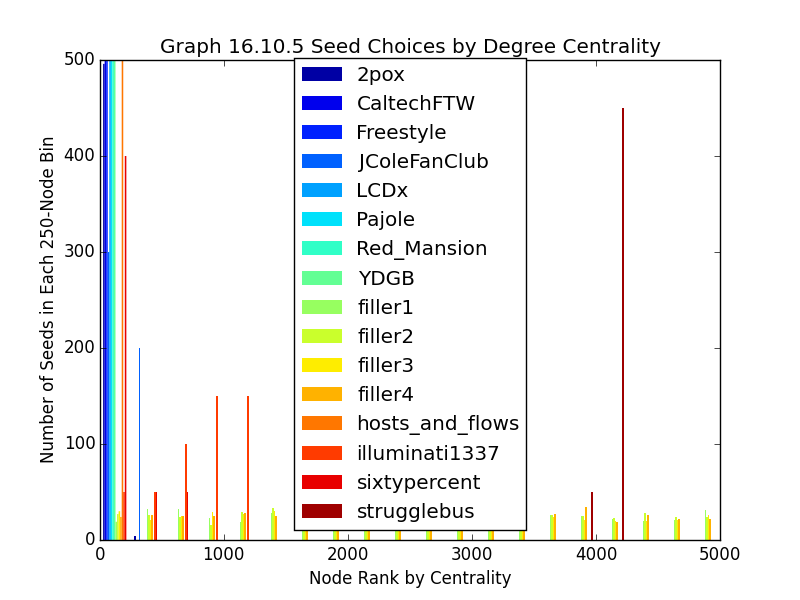 Graph 16.10.5 Seed Choices by Degree Centrality
500
400
300
200
100
0
Number of Seeds in Each 250-Node Bin
2pox
CaltechFTW
Freestyle
JColeFanClub
LCDx
Pajole
Red_Mansion
YDGB
filler1
filler2
filler3
filler4
hosts_and_flows
illuminati1337
sixtypercent
strugglebus
0 1000 2000 3000 4000 5000
Node Rank by Centrality